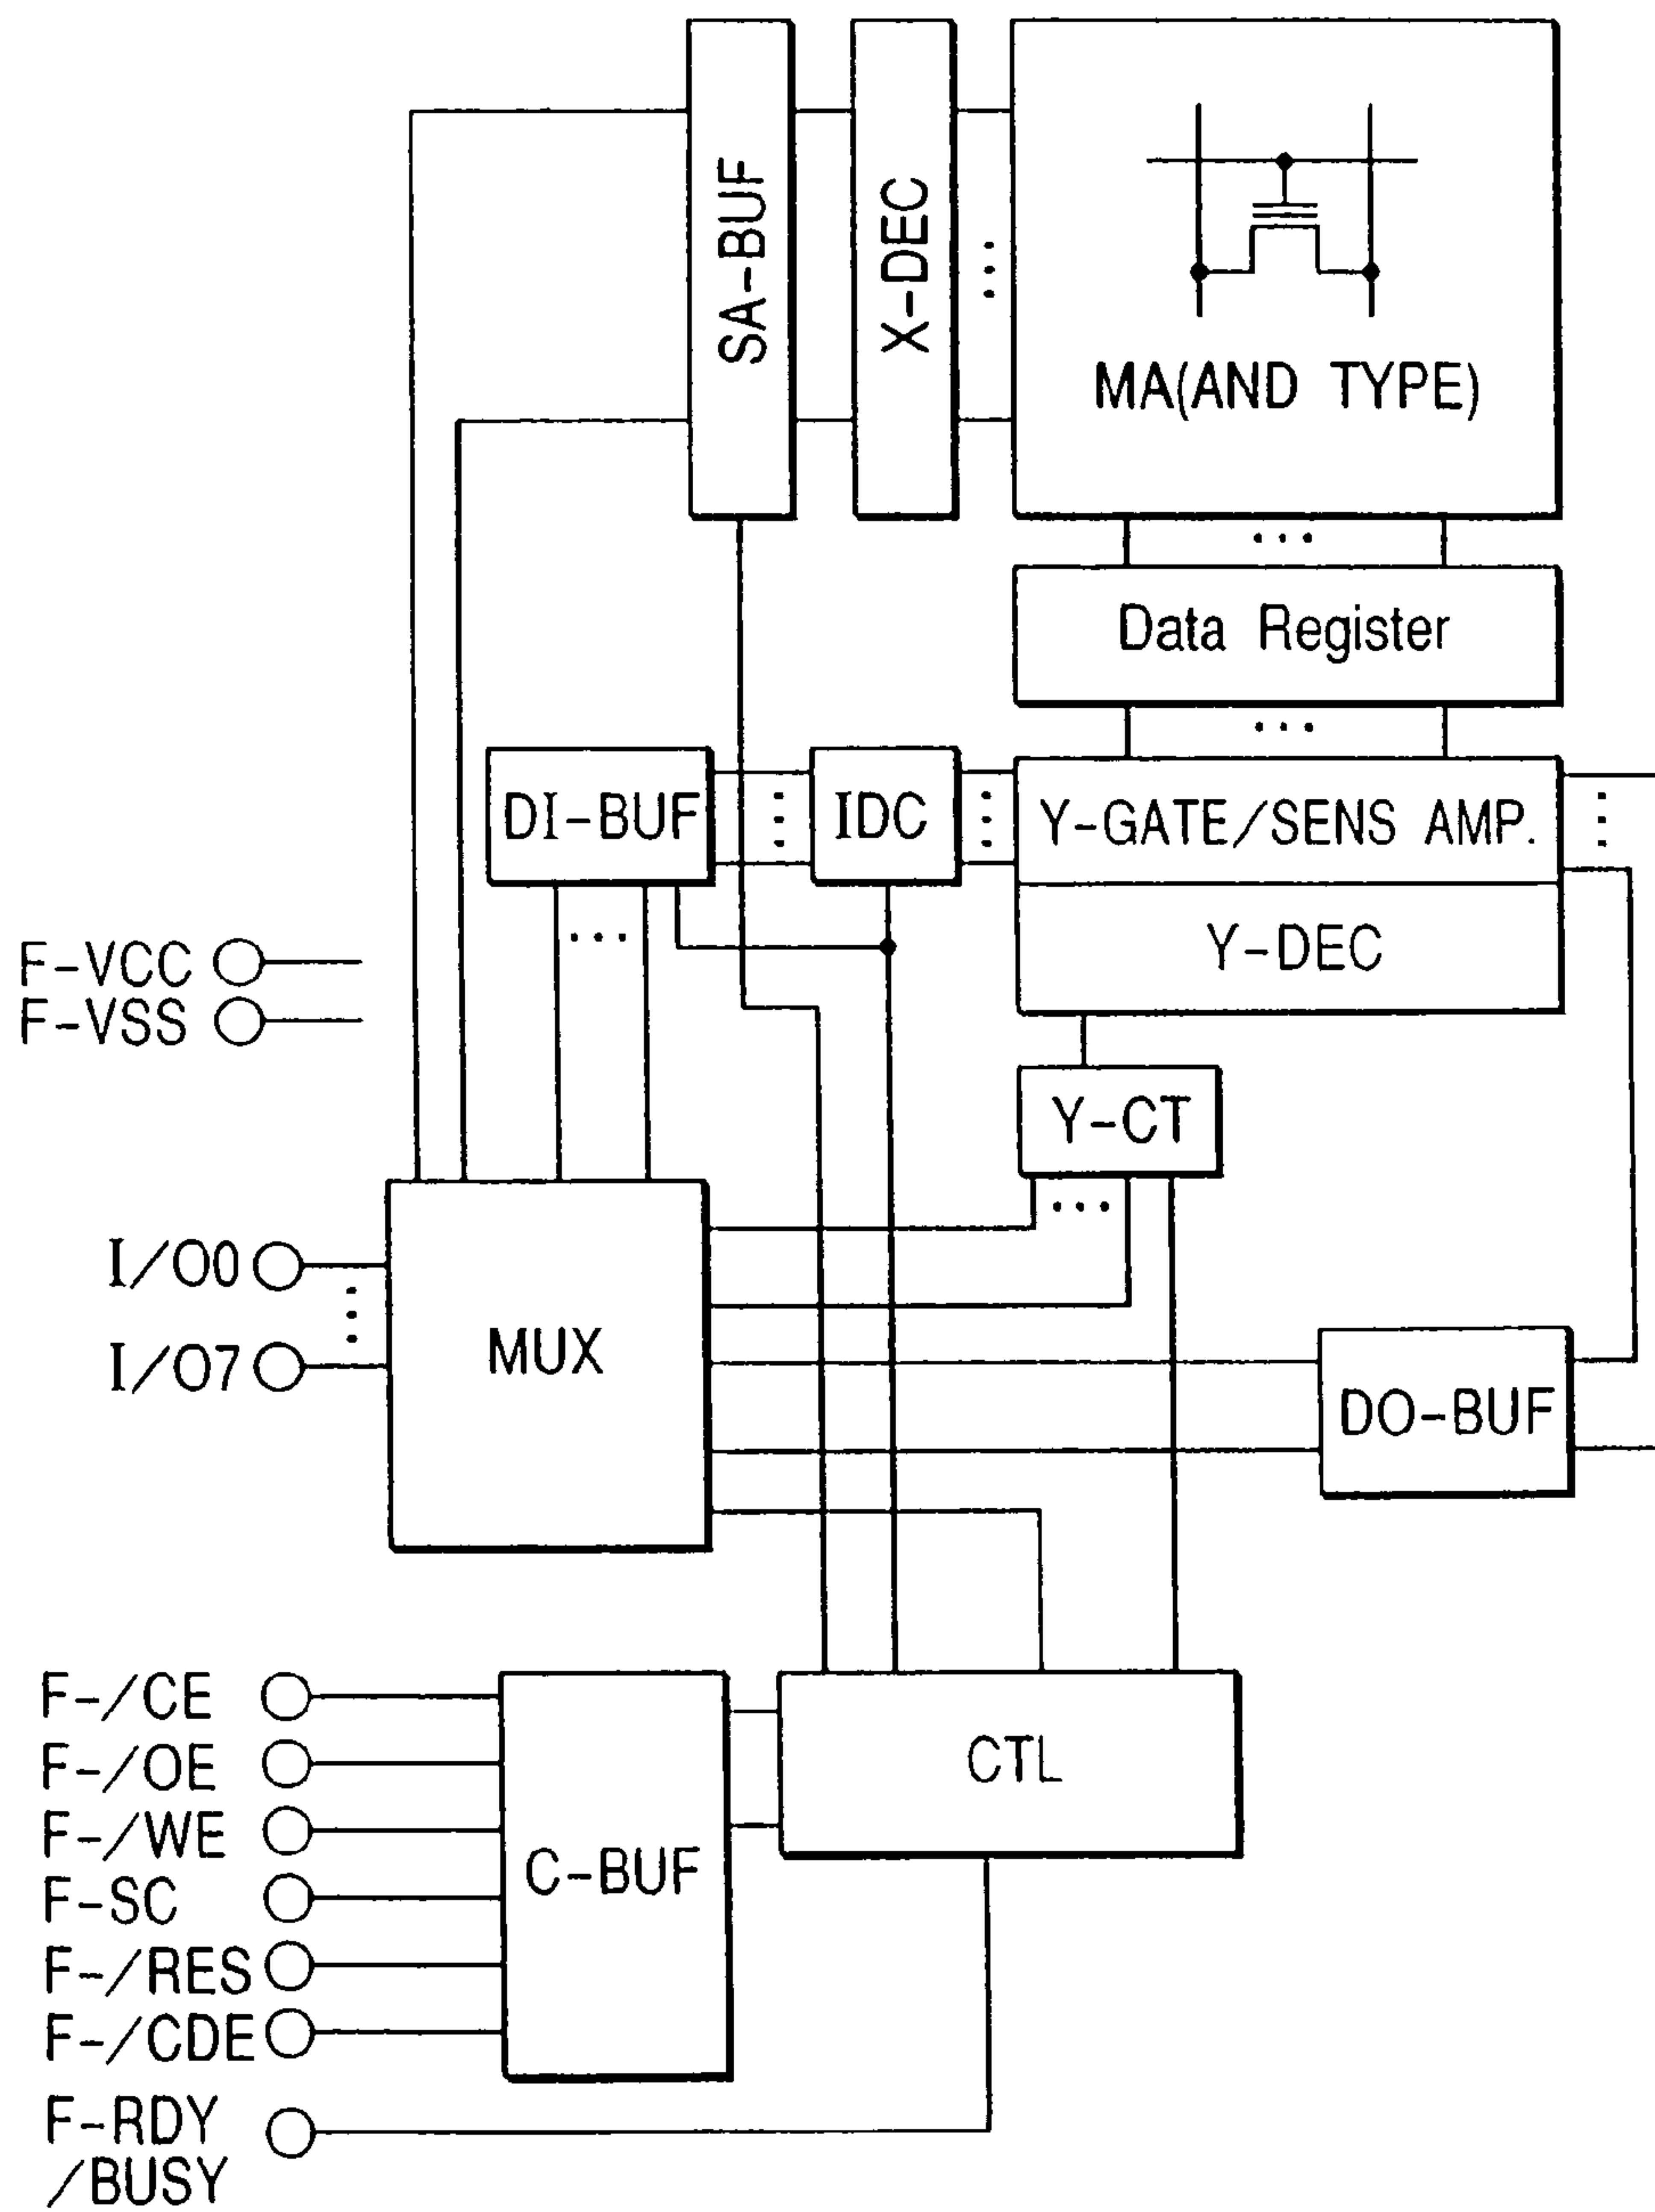 SA-BUF
X-DEC
MA(AND TYPE)
Data Register
DI-BUF
IDC
Y-GATE/SENS AMP.
Y-DEC
F-VCC
F-VSS
Y-CT
I/O0
I/O7
MUX
DO-BUF
F-/CE
F-/OE
F-/WE
F-SC
F-/RES
F-/CDE
F-RDY
/BUSY
C-BUF
CTL